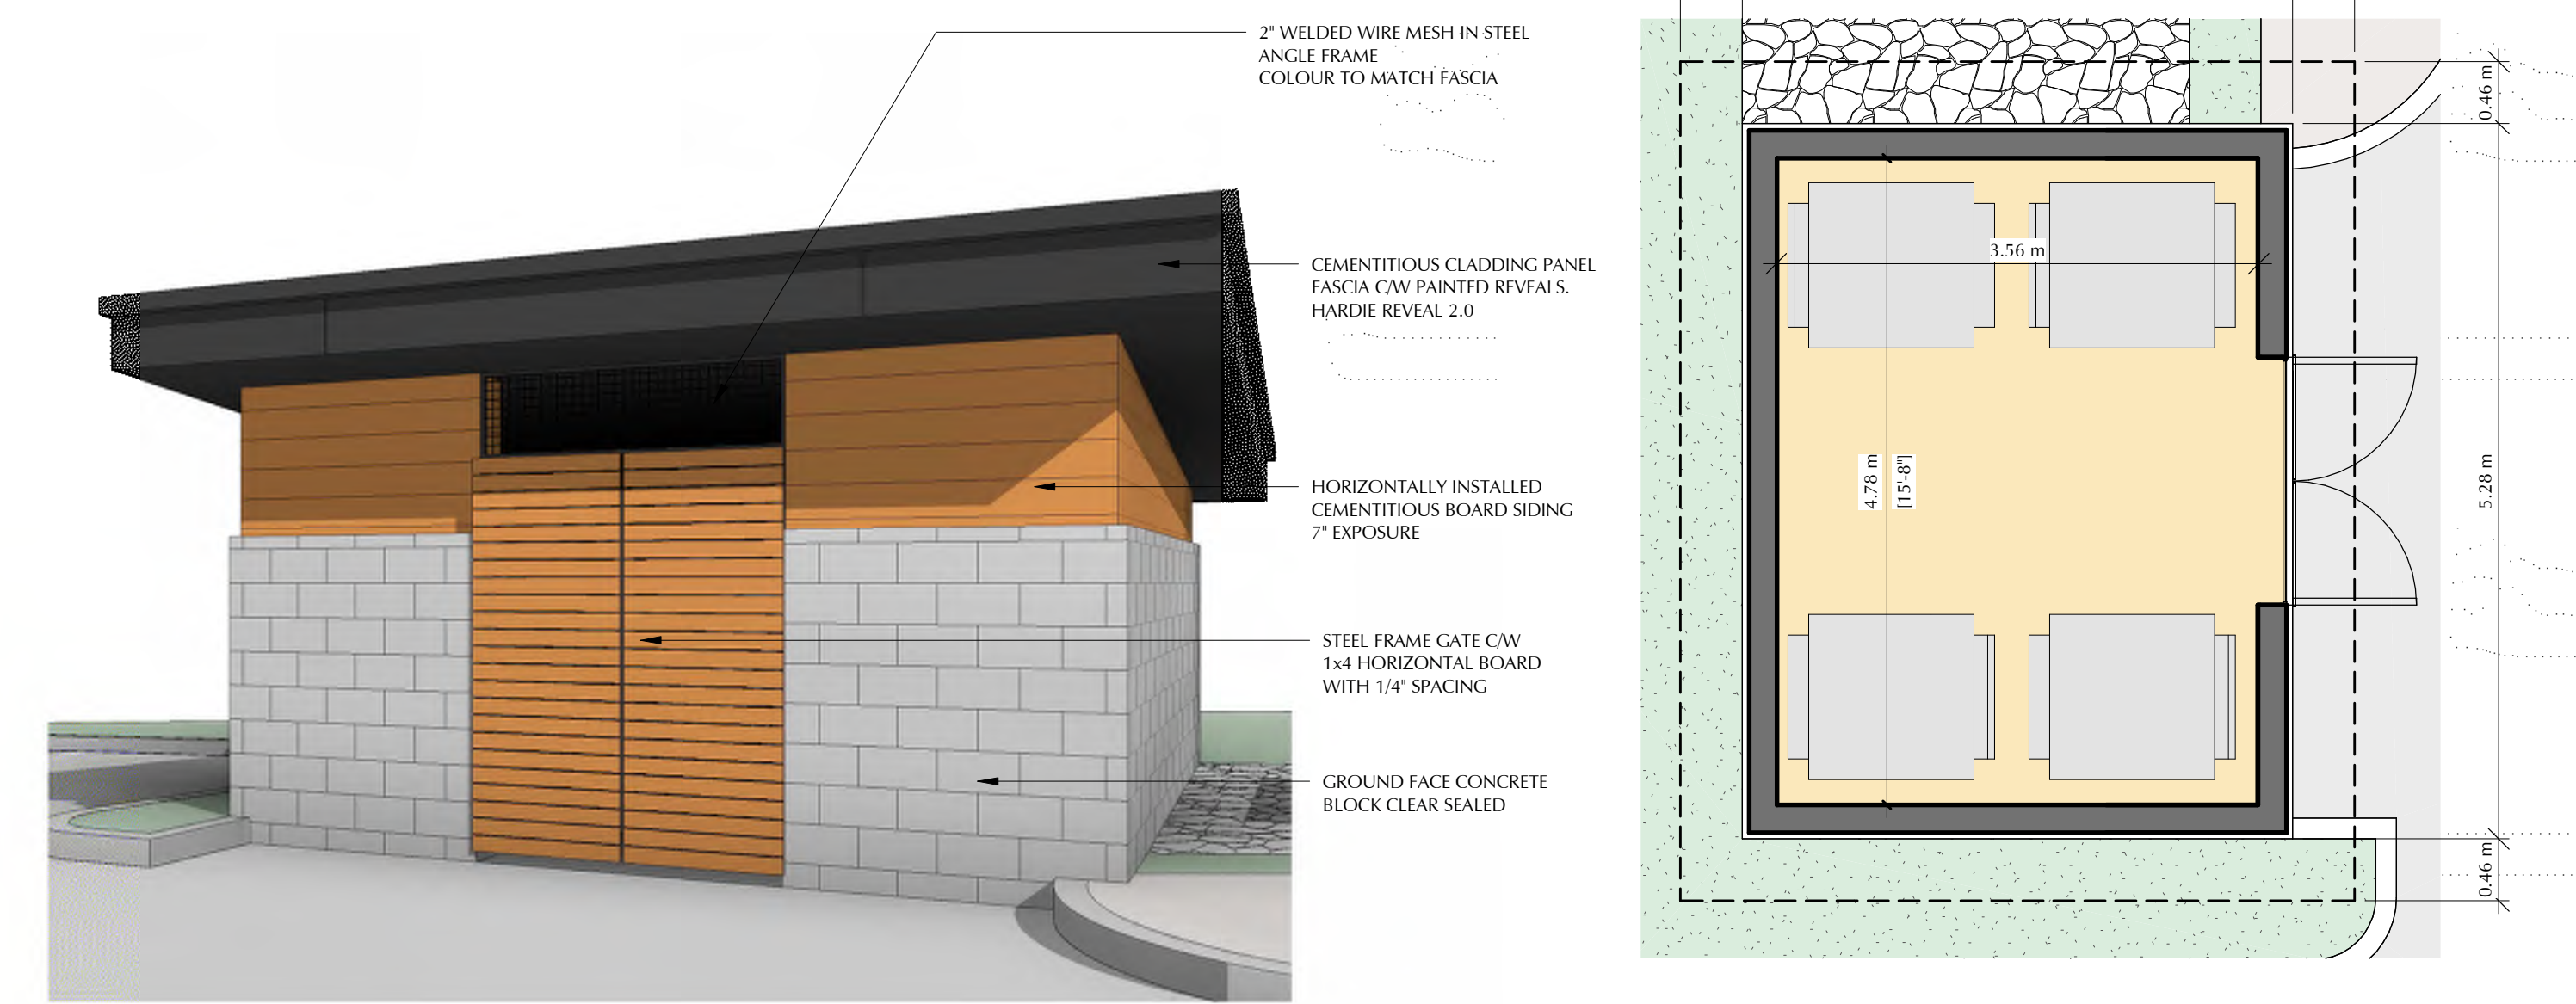 2" WELDED WIRE MESH IN STEEL
ANGLE FRAME
COLOUR TO MATCH FASCIA
CEMENTITIOUS CLADDING PANEL
FASCIA C/W PAINTED REVEALS.
HARDIE REVEAL 2.0
HORIZONTALLY INSTALLED
CEMENTITIOUS BOARD SIDING
7" EXPOSURE
STEEL FRAME GATE C/W
1x4 HORIZONTAL BOARD
WITH 1/4" SPACING
GROUND FACE CONCRETE
BLOCK CLEAR SEALED
3.56 m
4.78 m
[15'-8"]
0.46 m
5.28 m
0.46 m